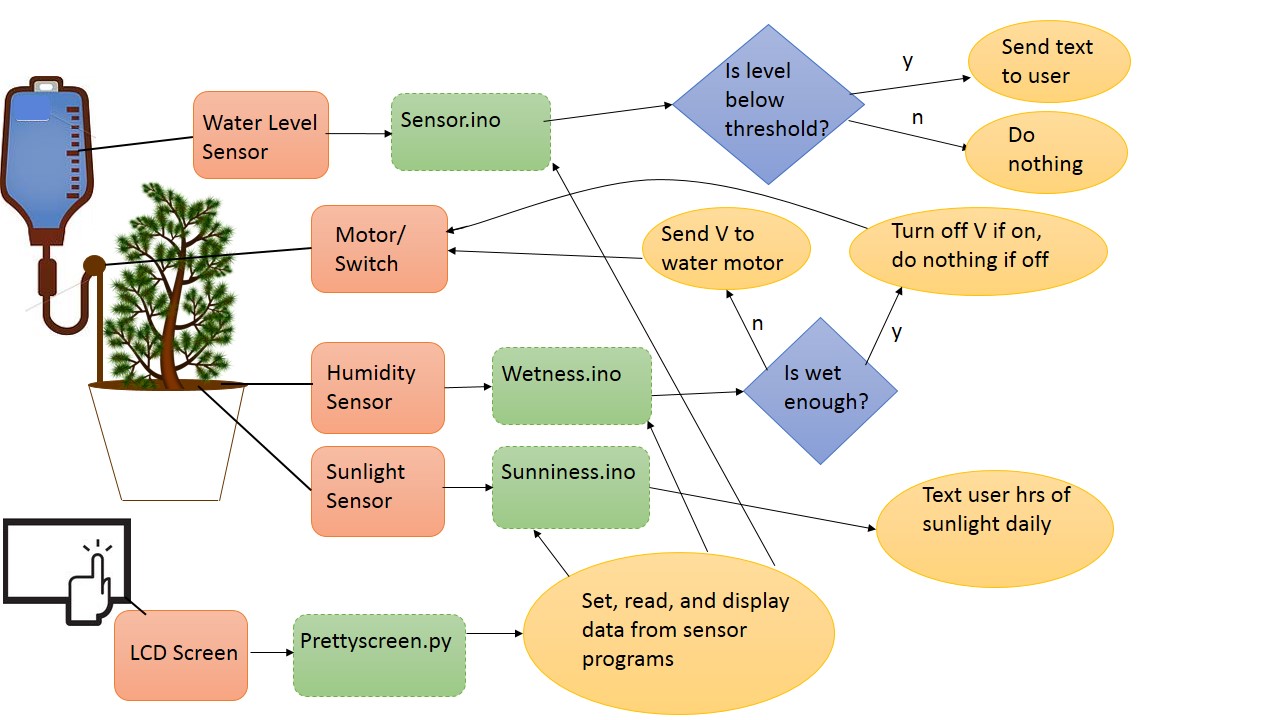 Water Level
Sensor
Sensor.ino
Is level
below
threshold?
y
n
Send text
to user
Do
nothing
Motor/
Switch
Send V to
water motor
Turn off V if on,
do nothing if off
n
y
Humidity
Sensor
Wetness.ino
Is wet
enough?
Sunlight
Sensor
Sunniness.ino
Text user hrs of
sunlight daily
LCD Screen
Prettyscreen.py
Set, read, and display
data from sensor
programs